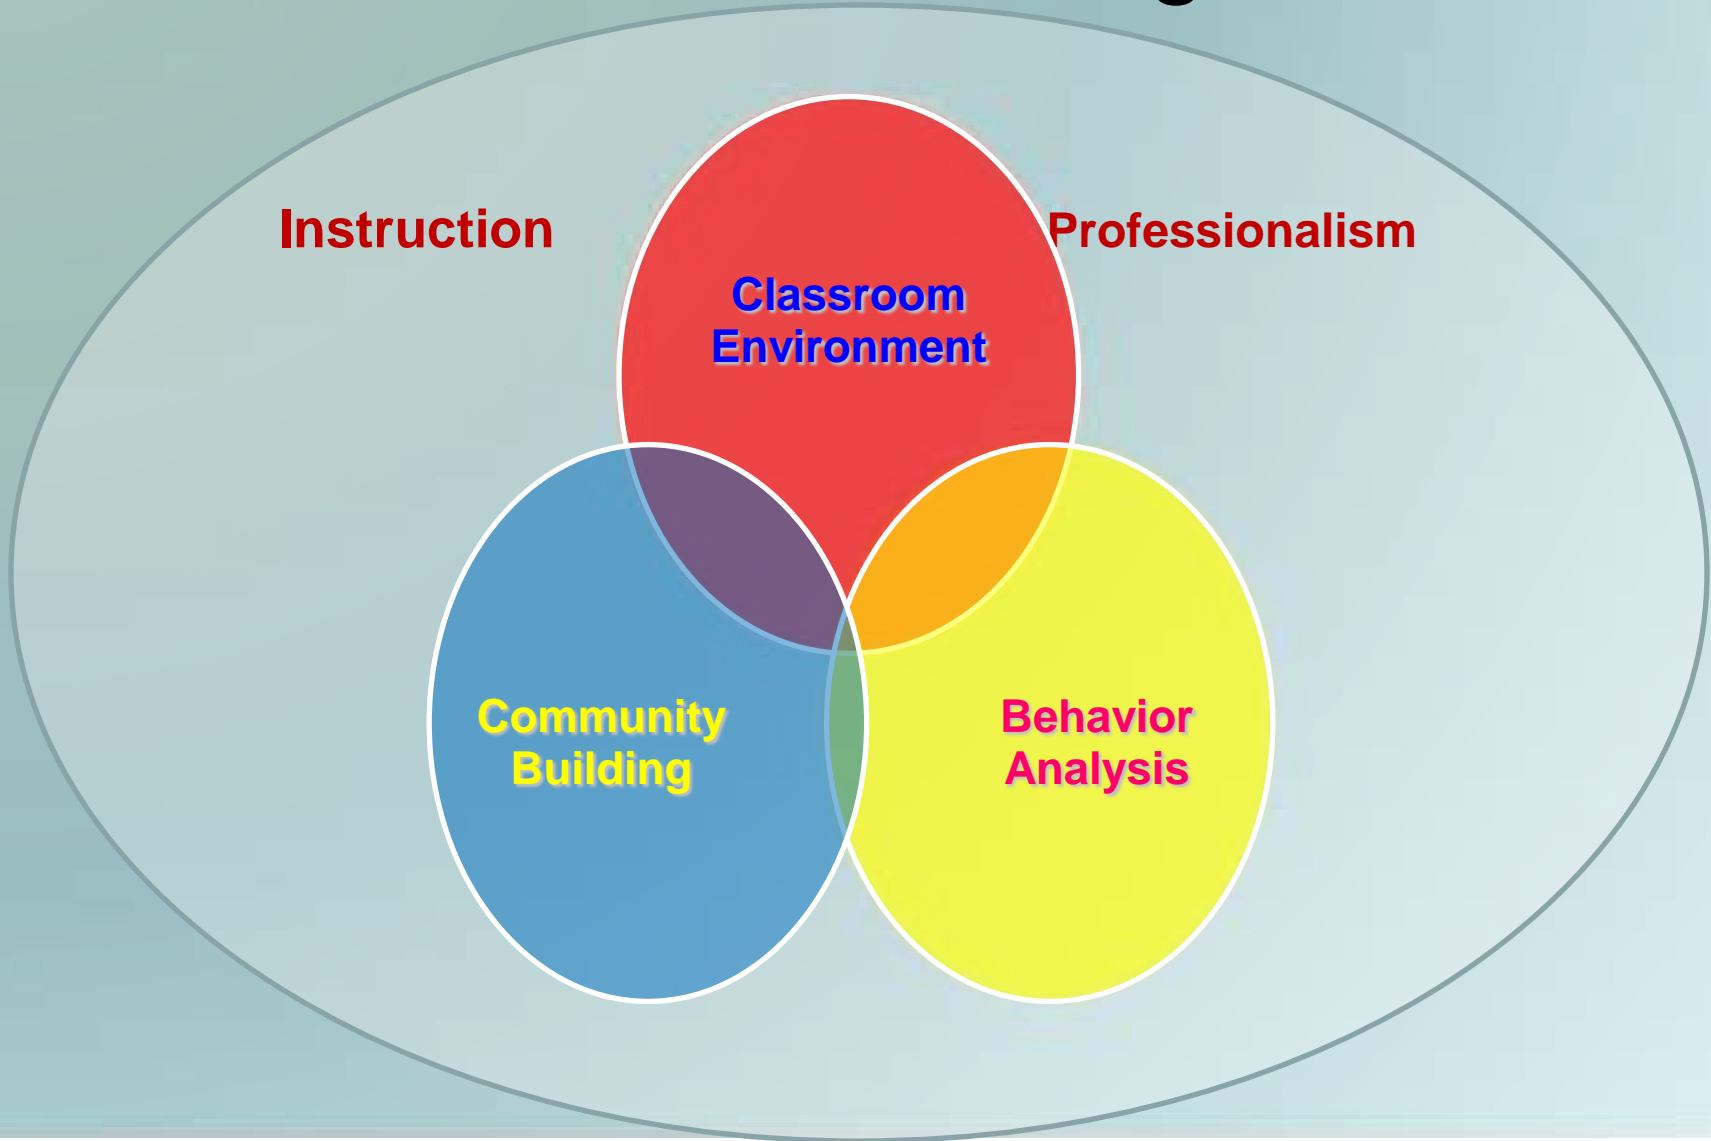 Instruction
Professionalism
Classroom
Environment
Community
Building
Behavior
Analysis